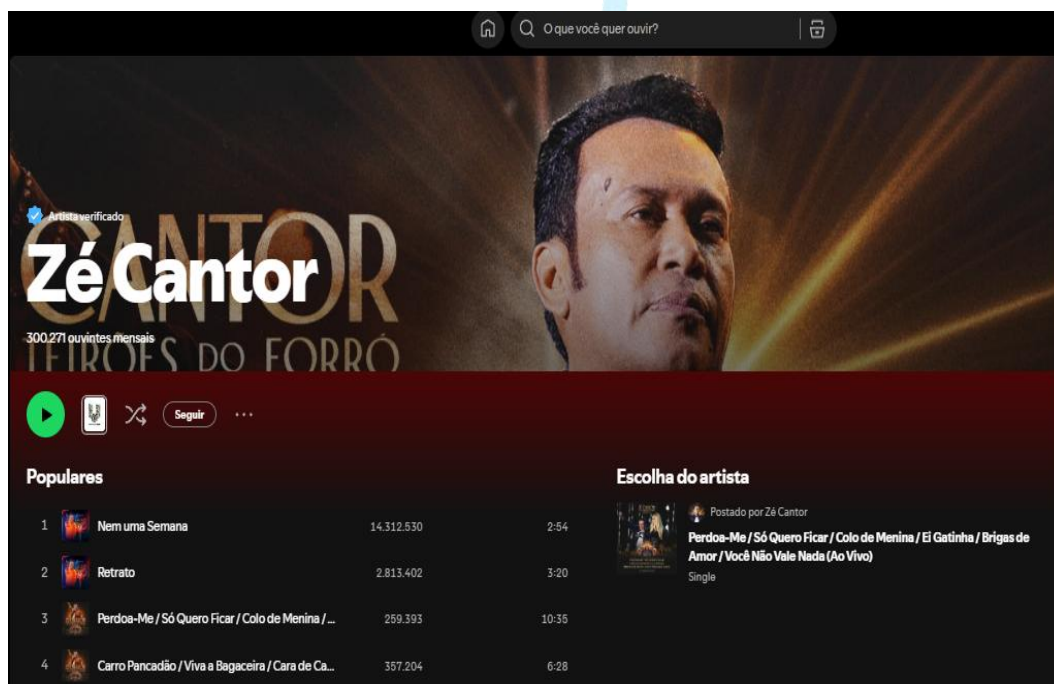 O que você quer ouvir?
Artista verificado
CANTOR
Zé Cantor
300.271 ouvintes mensais
TEIRÕES DO FORRÓ
Seguir
Populares
1 Nem uma Semana 14.312.530 2:54
2 Retrato 2.813.402 3:20
3 Perdoa-Me / Só Quero Ficar / Colo de Menina / ... 259.393 10:35
4 Carro Pancadão / Viva a Bagaceira / Cara de Ca... 357.204 6:28
Escolha do artista
Postado por Zé Cantor
Perdoa-Me / Só Quero Ficar / Colo de Menina / Ei Gatinha / Brigas de
Amor / Você Não Vale Nada (Ao Vivo)
Single